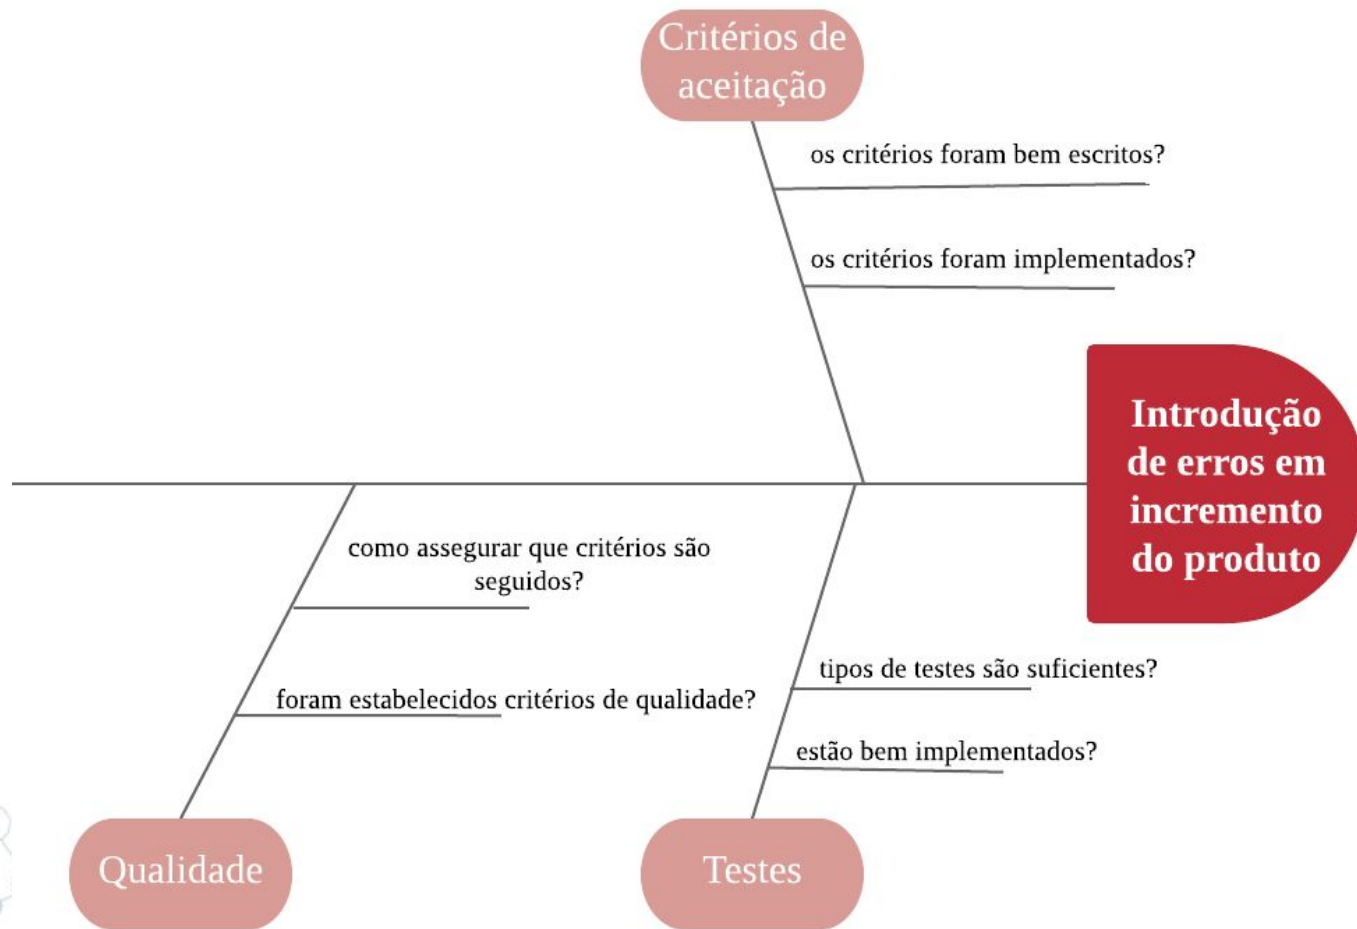 Critérios de
aceitação
os critérios foram bem escritos?
os critérios foram implementados?
Introdução
de erros em
incremento
do produto
como assegurar que critérios são
seguidos?
foram estabelecidos critérios de qualidade?
tipos de testes são suficientes?
estão bem implementados?
Qualidade
Testes